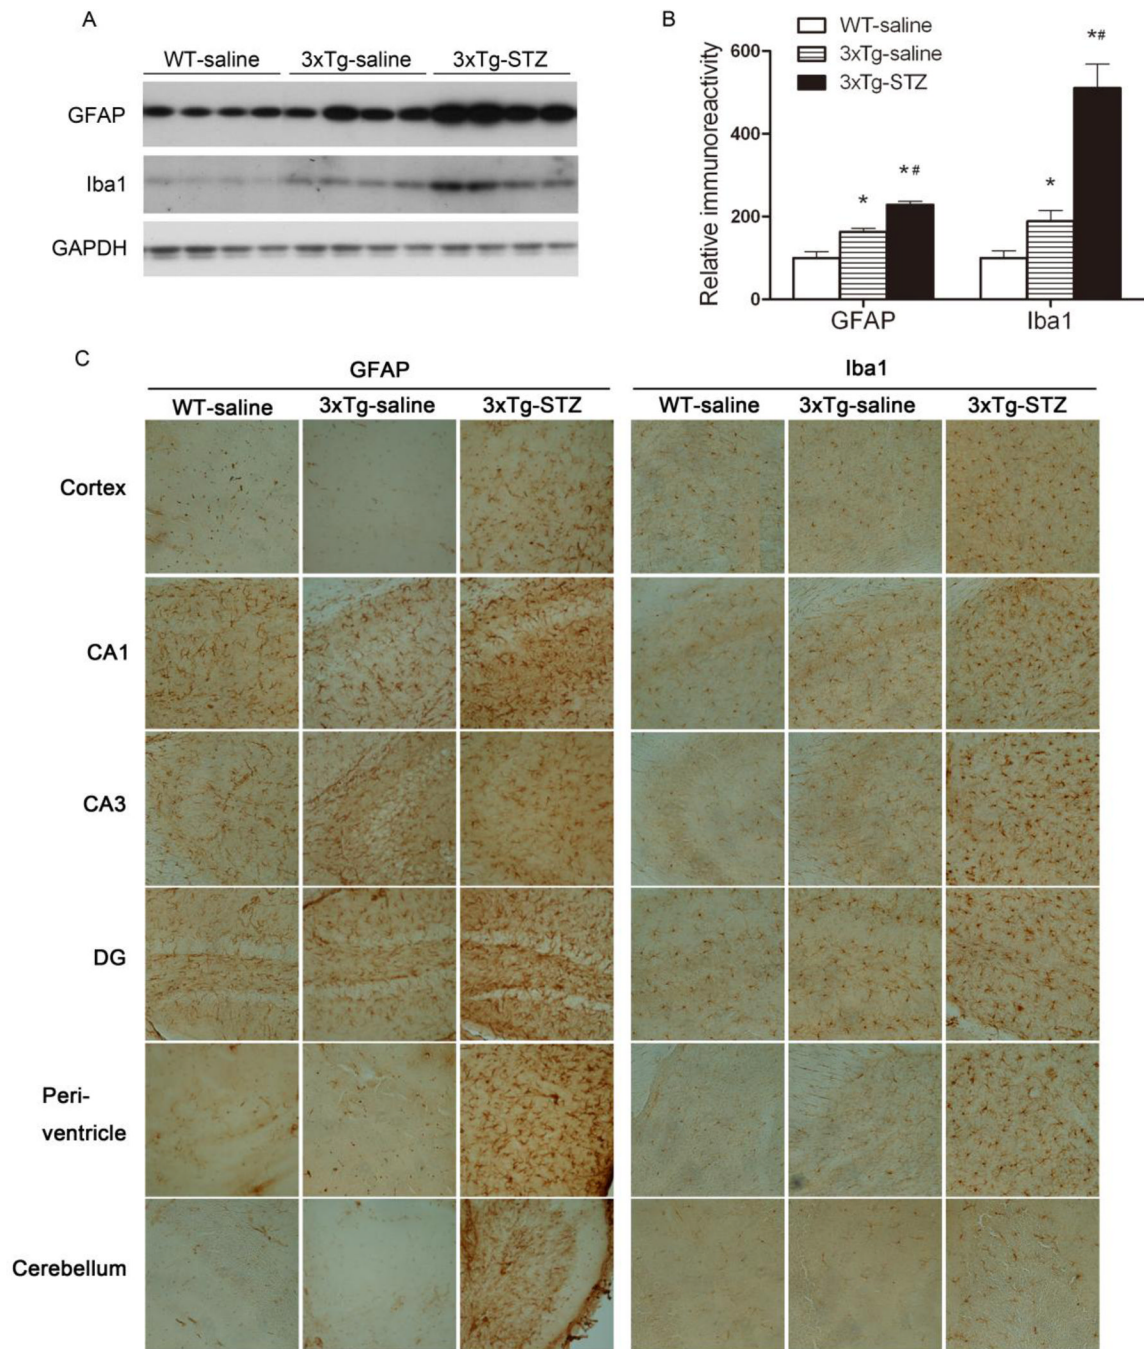 A
WT-saline 3xTg-saline 3xTg-STZ
GFAP
Iba1
GAPDH
B
WT-saline
3xTg-saline
3xTg-STZ
Relative immunoreactivity
600
400
200
0
* *# * *#
GFAP Iba1
C
GFAP Iba1
WT-saline 3xTg-saline 3xTg-STZ WT-saline 3xTg-saline 3xTg-STZ
Cortex
CA1
CA3
DG
Peri-
ventricle
Cerebellum